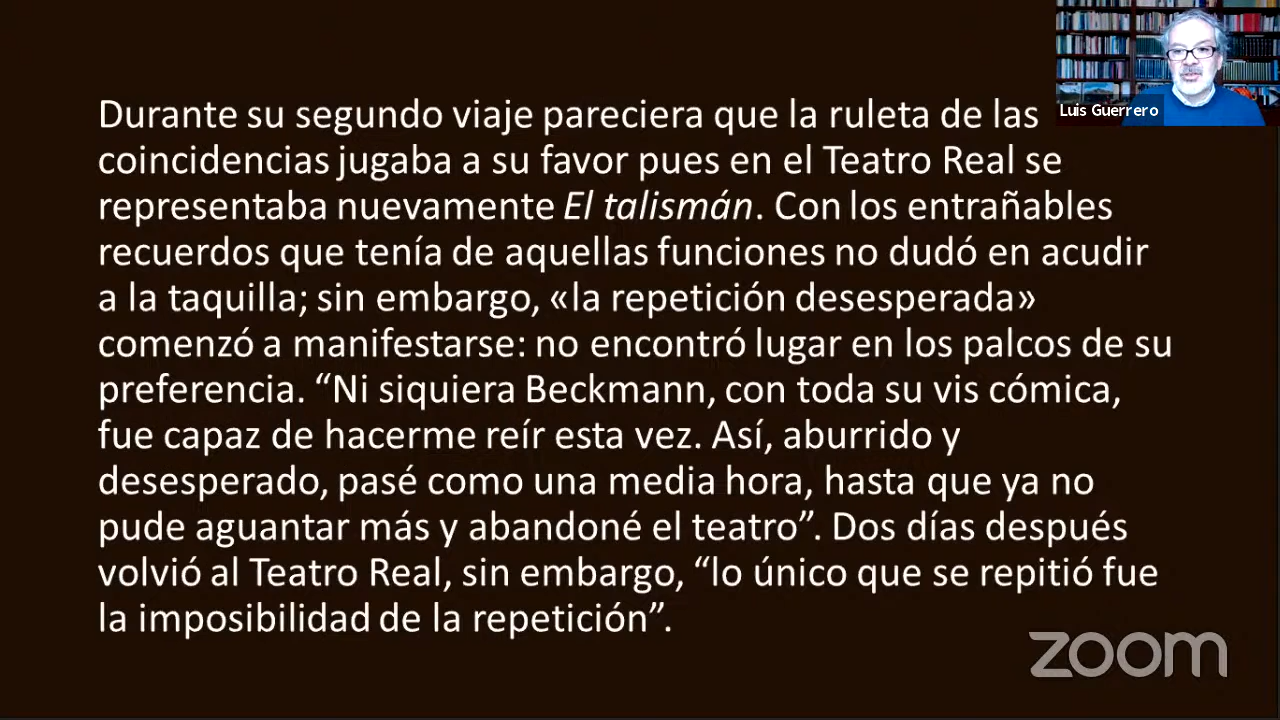 Luis Guerrero
Durante su segundo viaje pareciera que la ruleta de las
coincidencias jugaba a su favor pues en el Teatro Real se
representaba nuevamente El talismán. Con los entrañables
recuerdos que tenía de aquellas funciones no dudó en acudir
a la taquilla; sin embargo, «la repetición desesperada»
comenzó a manifestarse: no encontró lugar en los palcos de su
preferencia. “Ni siquiera Beckmann, con toda su vis cómica,
fue capaz de hacerme reír esta vez. Así, aburrido y
desesperado, pasé como una media hora, hasta que ya no
pude aguantar más y abandoné el teatro”. Dos días después
volvió al Teatro Real, sin embargo, “lo único que se repitió fue
la imposibilidad de la repetición”.
zoom